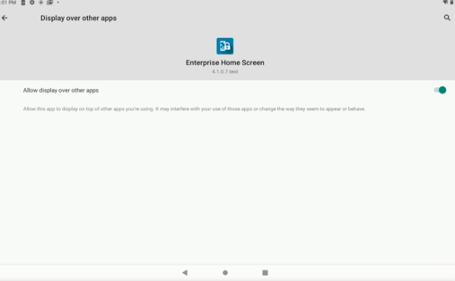 :01 PM
Display over other apps
Enterprise Home Screen
4.1.0.7 test
Allow display over other apps
Allow this app to display on top of other apps you're using. It may interfere with your use of those apps or change the way they seem to appear or behave.